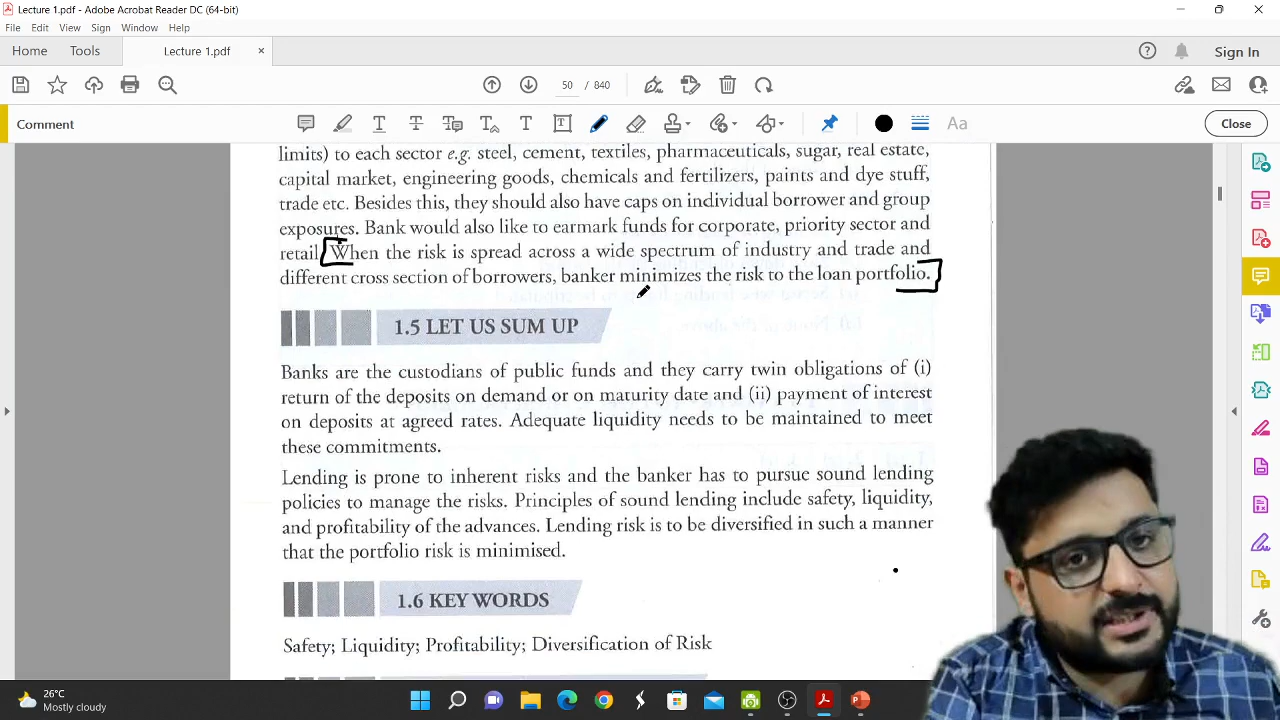 Lecture 1.pdf - Adobe Acrobat Reader DC (64-bit)
File Edit View Sign Window Help
Home Tools Lecture 1.pdf × Sign In
50 / 840
Comment Aa Close
limits) to each sector e.g. steel, cement, textiles, pharmaceuticals, sugar, real estate,
capital market, engineering goods, chemicals and fertilizers, paints and dye stuff,
trade etc. Besides this, they should also have caps on individual borrower and group
exposures. Bank would also like to earmark funds for corporate, priority sector and
retail. When the risk is spread across a wide spectrum of industry and trade and
different cross section of borrowers, banker minimizes the risk to the loan portfolio.
1.5 LET US SUM UP
Banks are the custodians of public funds and they carry twin obligations of (i)
return of the deposits on demand or on maturity date and (ii) payment of interest
on deposits at agreed rates. Adequate liquidity needs to be maintained to meet
these commitments.
Lending is prone to inherent risks and the banker has to pursue sound lending
policies to manage the risks. Principles of sound lending include safety, liquidity,
and profitability of the advances. Lending risk is to be diversified in such a manner
that the portfolio risk is minimised.
1.6 KEY WORDS
Safety; Liquidity; Profitability; Diversification of Risk
26°C
Mostly cloudy